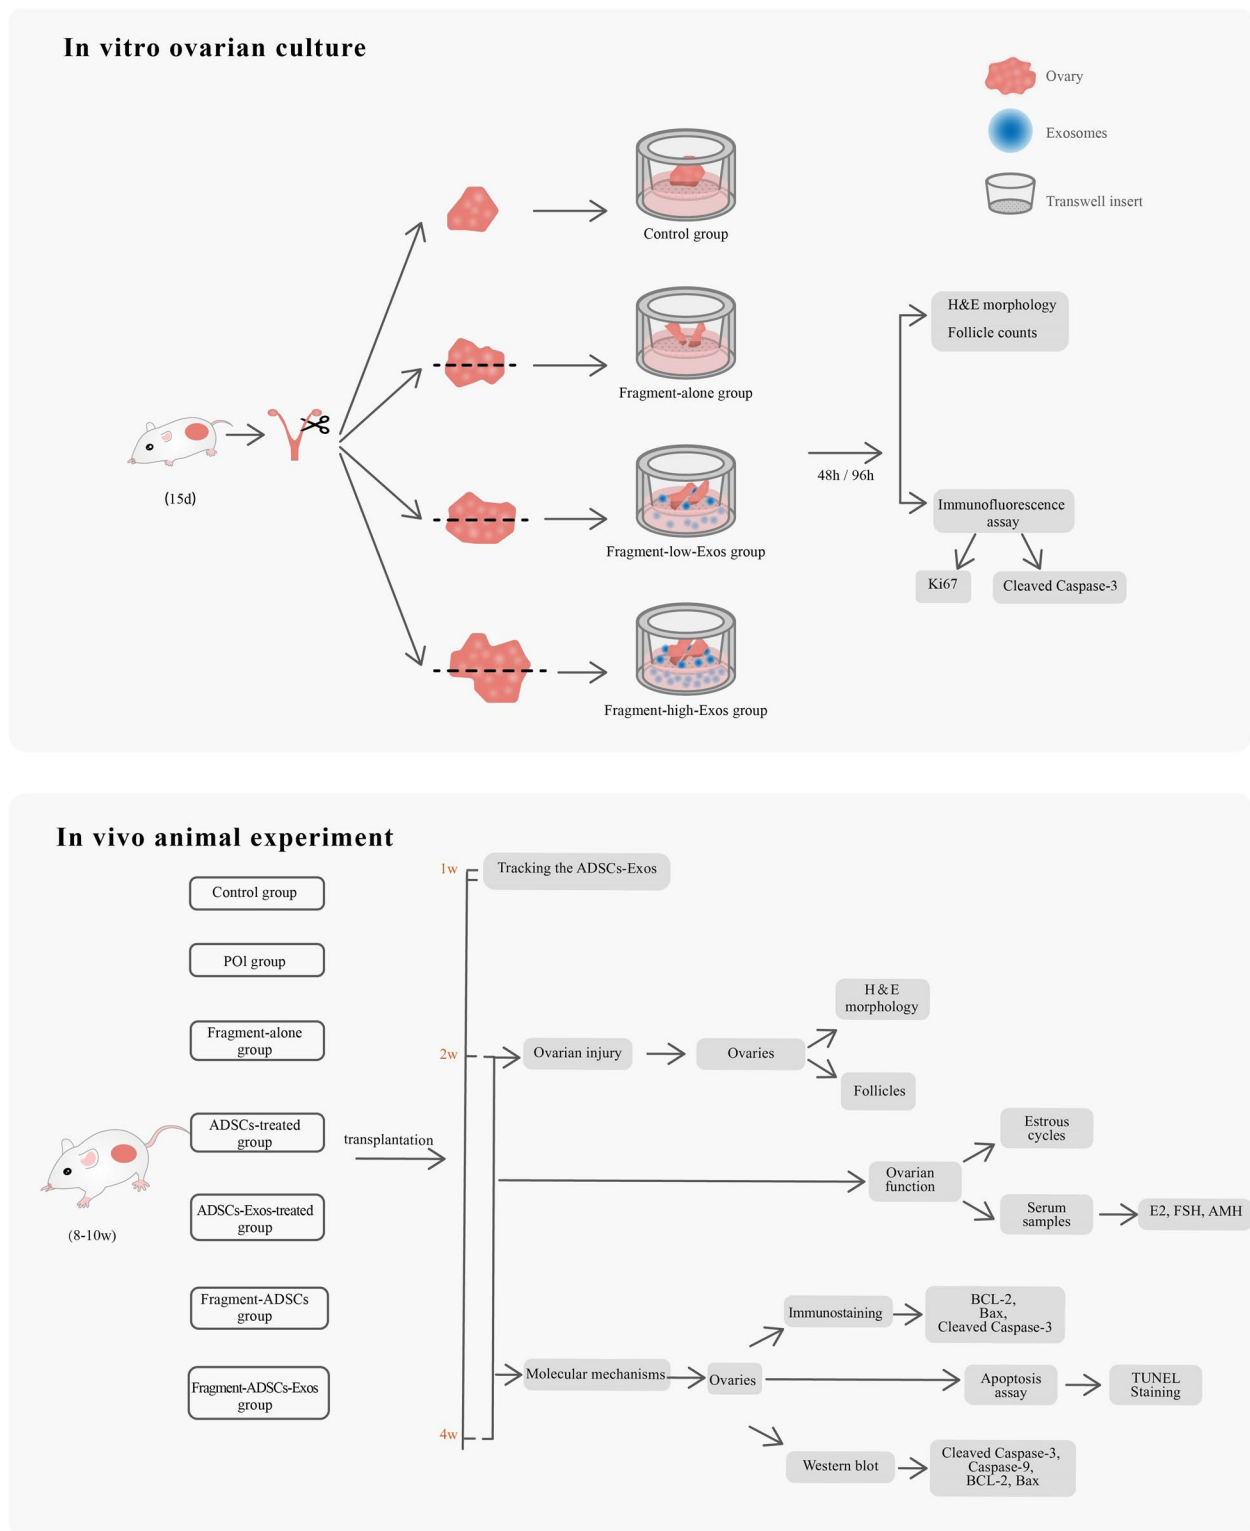 In vitro ovarian culture
Ovary
Exosomes
Transwell insert
Control group
Fragment-alone group
Fragment-low-Exos group
Fragment-high-Exos group
(15d)
48h / 96h
H&E morphology
Follicle counts
Immunofluorescence
assay
Ki67
Cleaved Caspase-3
In vivo animal experiment
Control group
POl group
Fragment-alone
group
ADSCs-treated
group
ADSCs-Exos-treated
group
Fragment-ADSCs
group
Fragment-ADSCs-Exos
group
(8-10w)
transplantation
1w
Tracking the ADSCs-Exos
2w
Ovarian injury
Ovaries
H&E
morphology
Follicles
Ovarian
function
Estrous
cycles
Serum
samples
E2, FSH, AMH
Molecular mechanisms
Ovaries
Immunostaining
BCL-2,
Bax,
Cleaved Caspase-3
Apoptosis
assay
TUNEL
Staining
4w
Western blot
Cleaved Caspase-3,
Caspase-9,
BCL-2, Bax